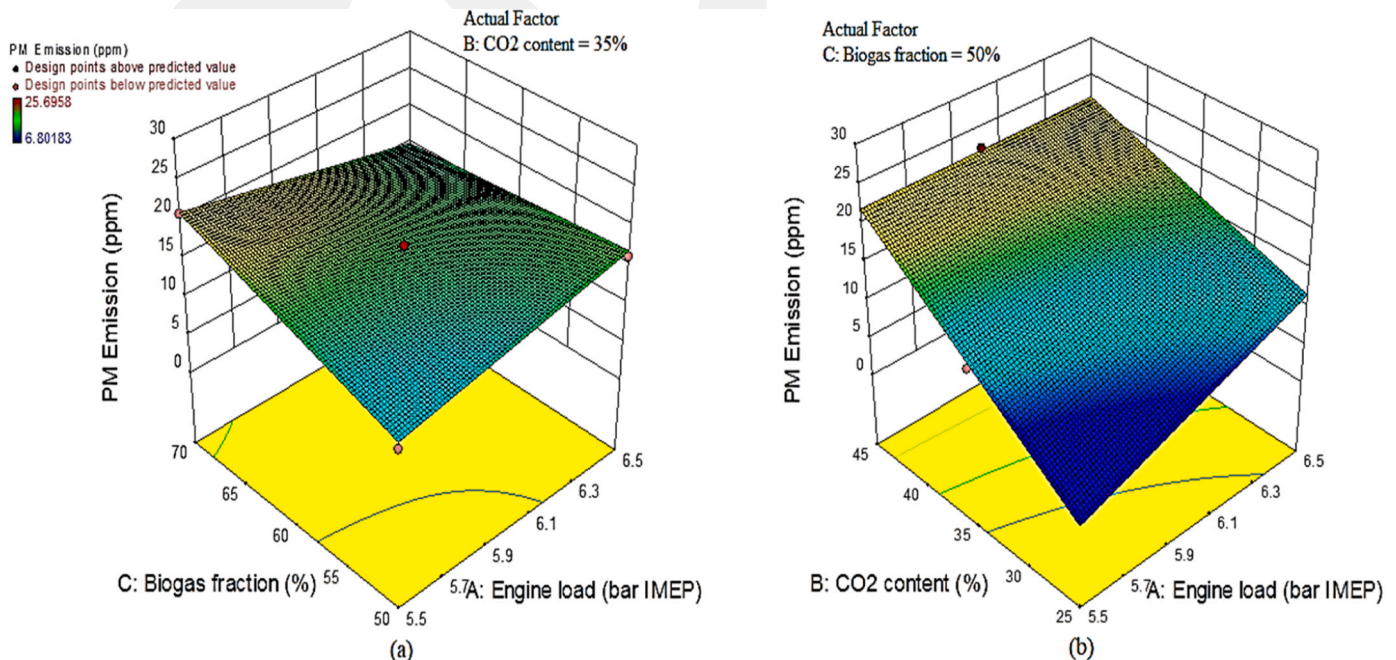 Actual Factor
B: CO2 content = 35%
PM Emission (ppm)
Design points above predicted value
Design points below predicted value
25.6958
6.80183
30
25
20
15
10
5
0
PM Emission (ppm)
70
65
60
55
50
C: Biogas fraction (%)
5.5
5.7
5.9
6.1
6.3
6.5
A: Engine load (bar IMEP)
(a)
Actual Factor
C: Biogas fraction = 50%
30
25
20
15
10
5
0
PM Emission (ppm)
45
40
35
30
25
B: CO2 content (%)
5.5
5.7
5.9
6.1
6.3
6.5
A: Engine load (bar IMEP)
(b)